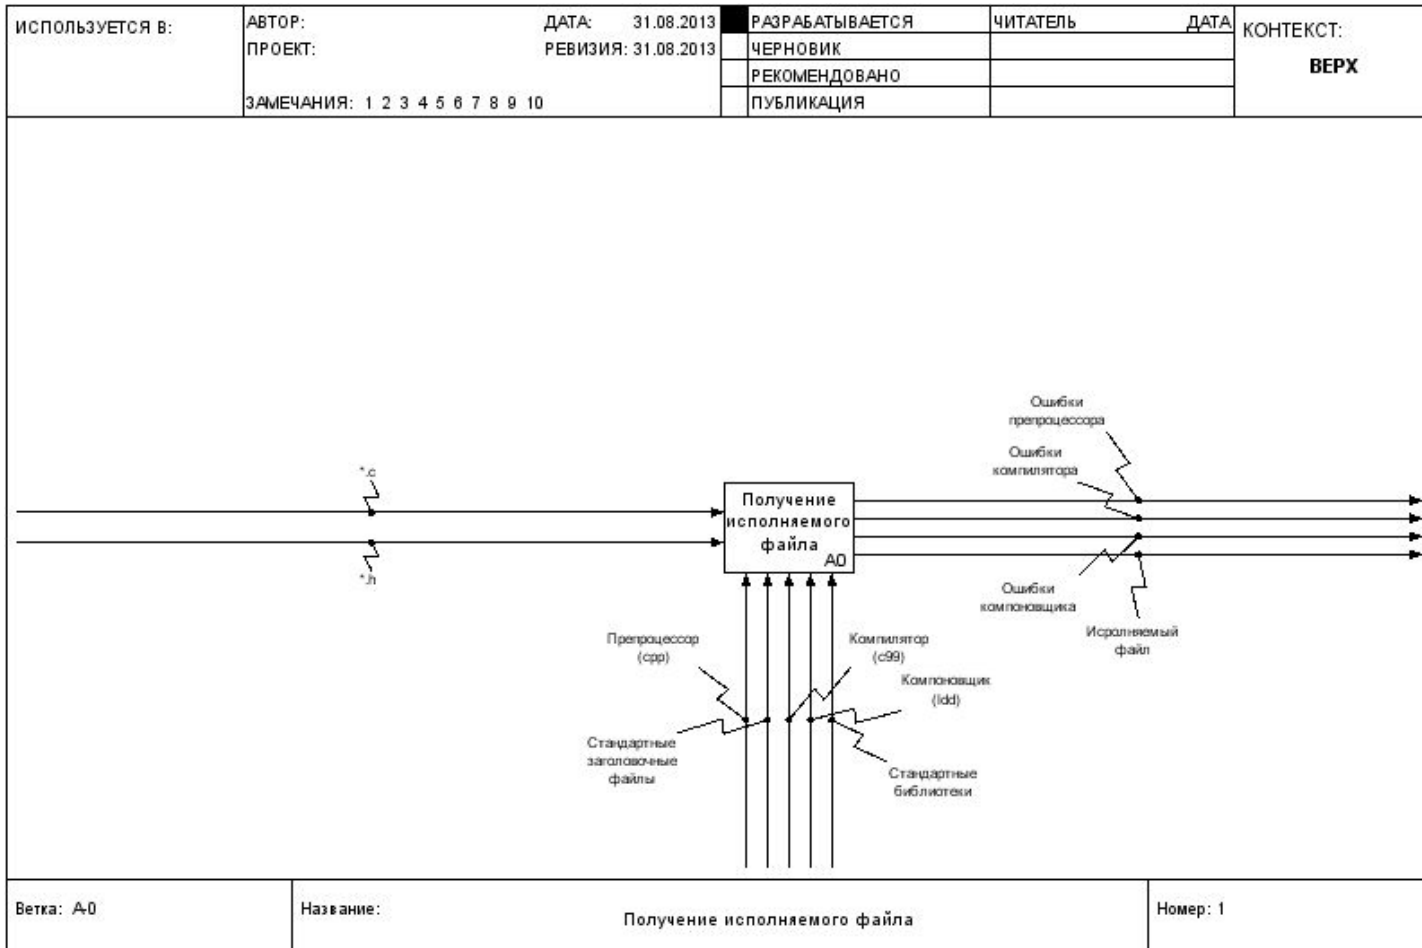 ИСПОЛЬЗУЕТСЯ В:
АВТОР:
ДАТА: 31.08.2013
ПРОЕКТ:
РЕВИЗИЯ: 31.08.2013
ЗАМЕЧАНИЯ: 1 2 3 4 5 6 7 8 9 10
РАЗРАБАТЫВАЕТСЯ
ЧЕРНОВИК
РЕКОМЕНДОВАНО
ПУБЛИКАЦИЯ
ЧИТАТЕЛЬ
ДАТА
КОНТЕКСТ:
ВЕРХ
Ошибки
препроцессора
Ошибки
компилятора
*.c
*.h
Получение
исполняемого
файла
A0
Ошибки
компоновщика
Исролняемый
файл
Препроцессор
(cpp)
Компилятор
(c99)
Компоновщик
(ldd)
Стандартные
заголовочные
файлы
Стандартные
библиотеки
Ветка: A-0
Название:
Получение исполняемого файла
Номер: 1